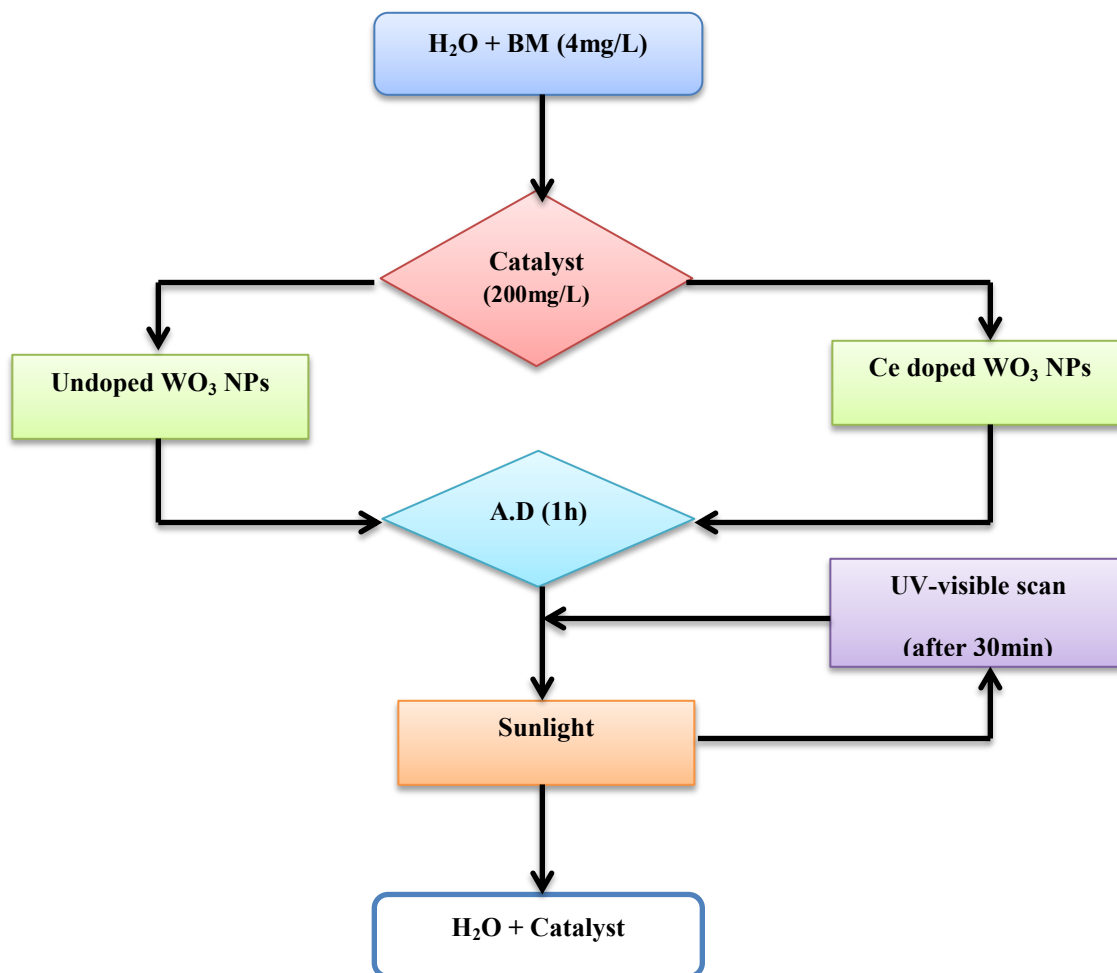 H₂O + BM (4mg/L)
Catalyst
(200mg/L)
Undoped WO₃ NPs
Ce doped WO₃ NPs
A.D (1h)
UV-visible scan
(after 30min)
Sunlight
H₂O + Catalyst